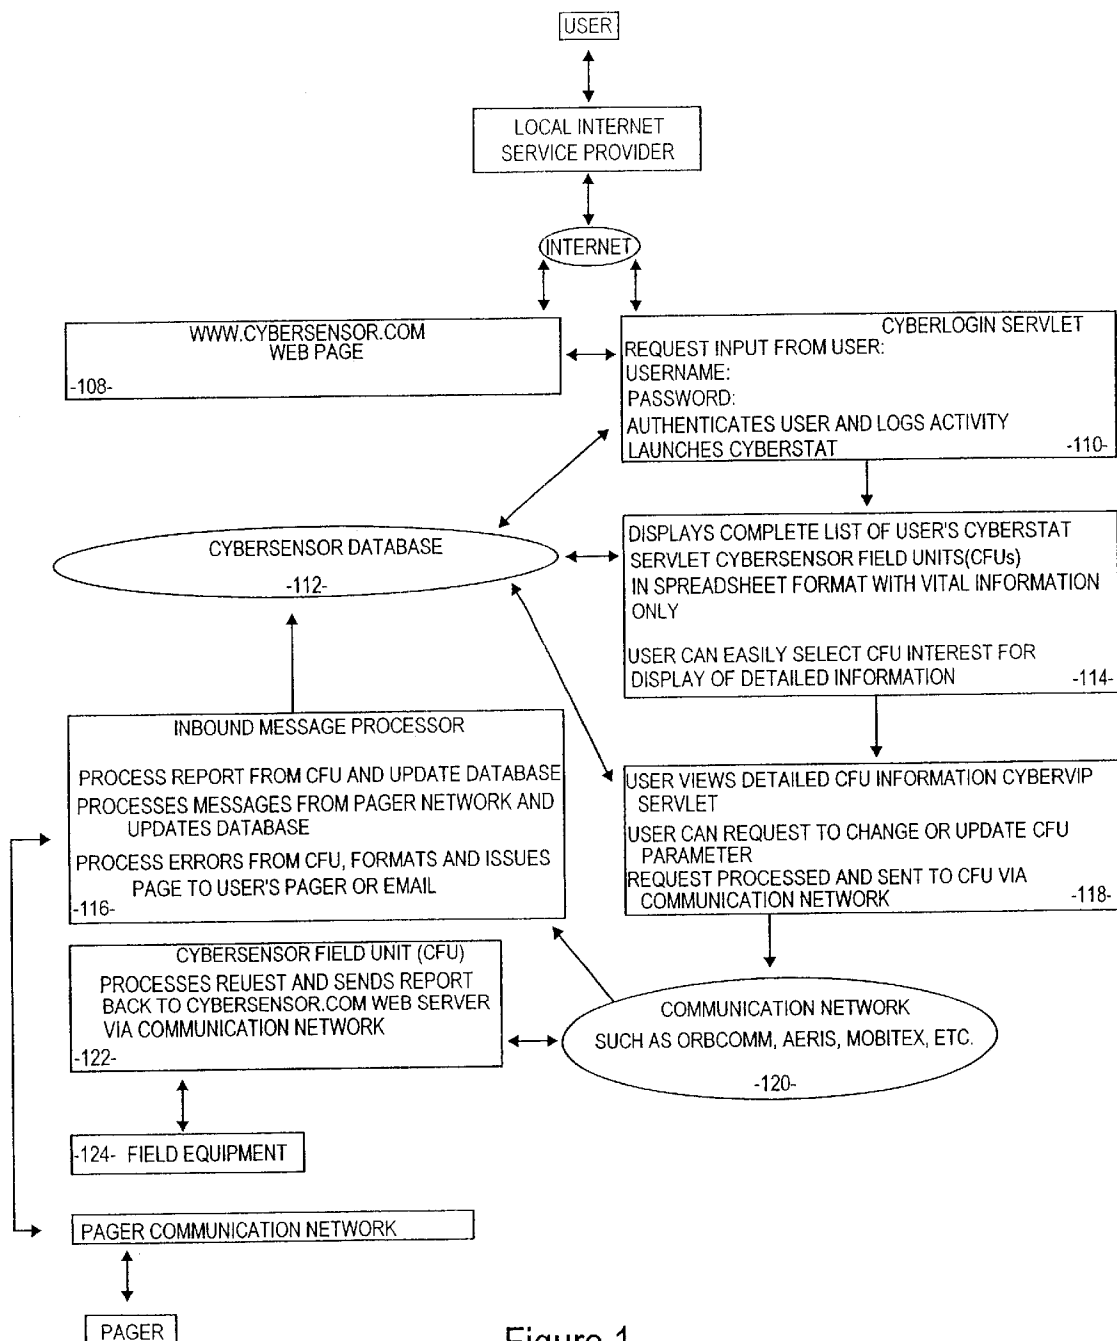 USER
LOCAL INTERNET
SERVICE PROVIDER
INTERNET
WWW.CYBERSENSOR.COM
WEB PAGE
-108-
CYBERLOGIN SERVLET
REQUEST INPUT FROM USER:
USERNAME:
PASSWORD:
AUTHENTICATES USER AND LOGS ACTIVITY
LAUNCHES CYBERSTAT
-110-
CYBERSENSOR DATABASE
-112-
DISPLAYS COMPLETE LIST OF USER'S CYBERSTAT
SERVLET CYBERSENSOR FIELD UNITS(CFUs)
IN SPREADSHEET FORMAT WITH VITAL INFORMATION
ONLY
USER CAN EASILY SELECT CFU INTEREST FOR
DISPLAY OF DETAILED INFORMATION
-114-
INBOUND MESSAGE PROCESSOR
PROCESS REPORT FROM CFU AND UPDATE DATABASE
PROCESSES MESSAGES FROM PAGER NETWORK AND
UPDATES DATABASE
PROCESS ERRORS FROM CFU, FORMATS AND ISSUES
PAGE TO USER'S PAGER OR EMAIL
-116-
USER VIEWS DETAILED CFU INFORMATION CYBERVIP
SERVLET
USER CAN REQUEST TO CHANGE OR UPDATE CFU
PARAMETER
REQUEST PROCESSED AND SENT TO CFU VIA
COMMUNICATION NETWORK
-118-
CYBERSENSOR FIELD UNIT (CFU)
PROCESSES REUEST AND SENDS REPORT
BACK TO CYBERSENSOR.COM WEB SERVER
VIA COMMUNICATION NETWORK
-122-
COMMUNICATION NETWORK
SUCH AS ORBCOMM, AERIS, MOBITEX, ETC.
-120-
-124- FIELD EQUIPMENT
PAGER COMMUNICATION NETWORK
PAGER
Figure 1